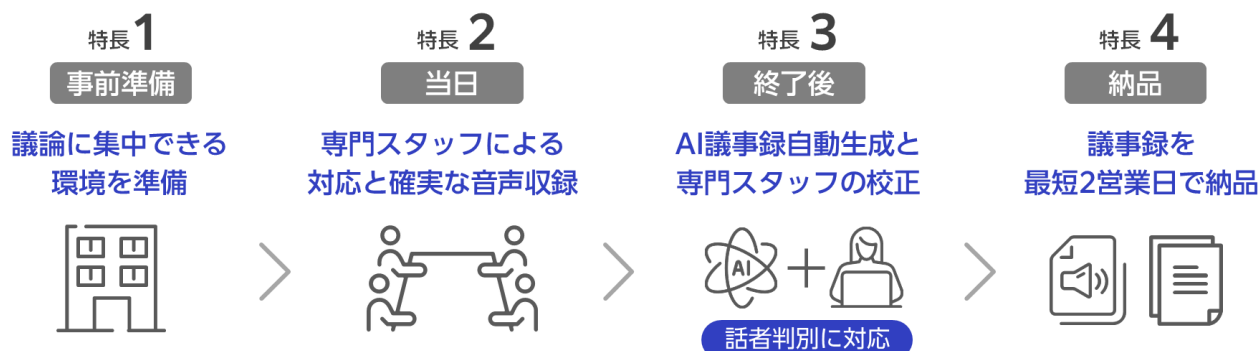 特長1
事前準備
議論に集中できる
環境を準備
特長2
当日
専門スタッフによる
対応と確実な音声収録
特長3
終了後
AI議事録自動生成と
専門スタッフの校正
AI
話者判別に対応
特長4
納品
議事録を
最短2営業日で納品